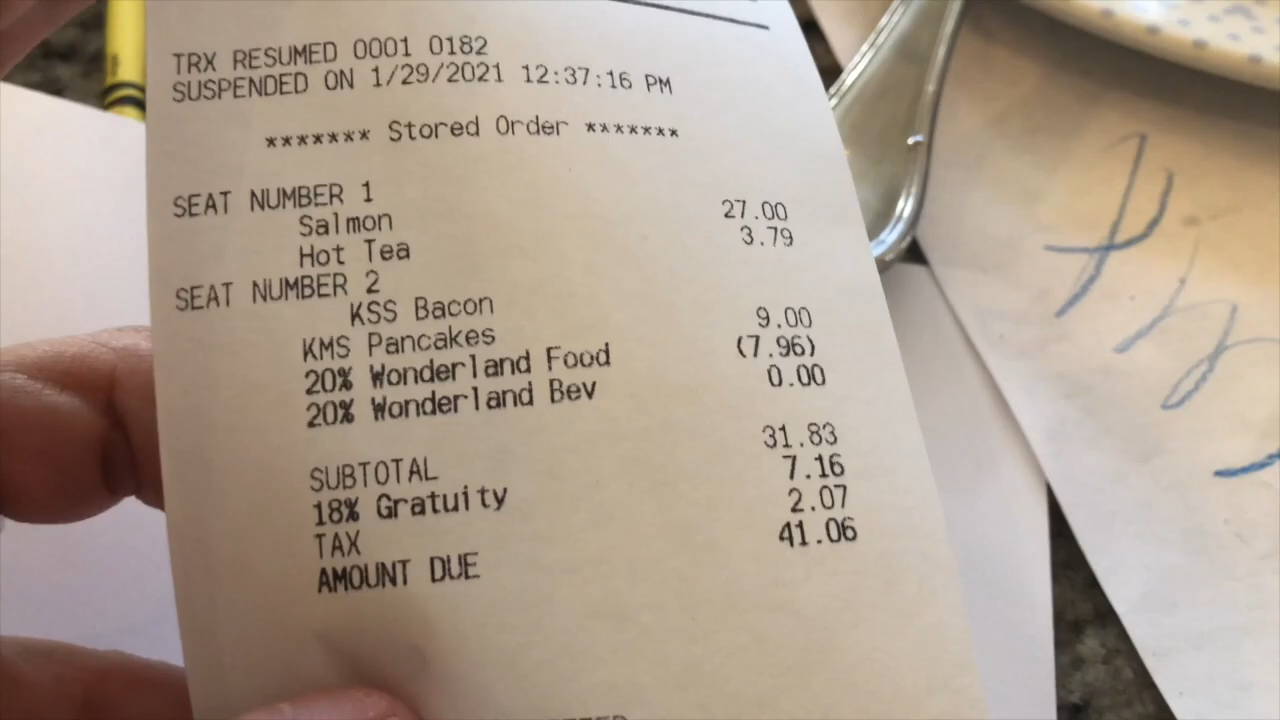 TRX RESUMED 0001 0182
SUSPENDED ON 1/29/2021 12:37:16 PM
******* Stored Order *******
SEAT NUMBER 1
Salmon 27.00
Hot Tea 3.79
SEAT NUMBER 2
KSS Bacon
KMS Pancakes 9.00
20% Wonderland Food (7.96)
20% Wonderland Bev 0.00
SUBTOTAL 31.83
18% Gratuity 7.16
TAX 2.07
AMOUNT DUE 41.06